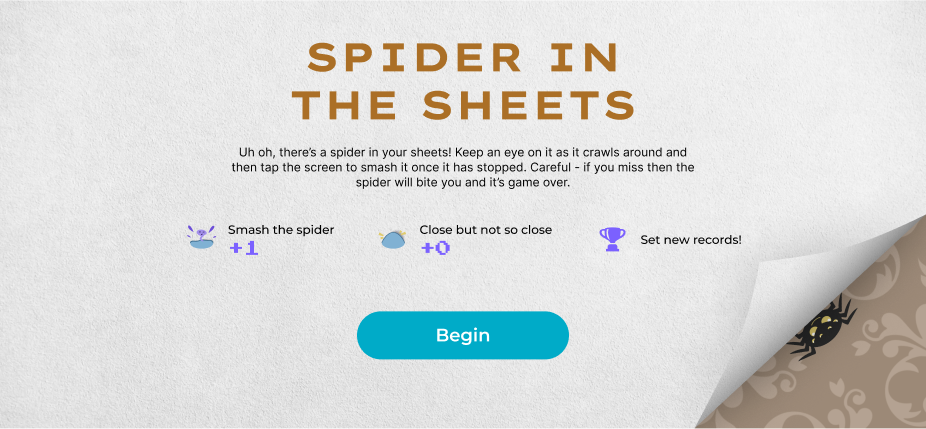 SPIDER IN
THE SHEETS
Uh oh, there's a spider in your sheets! Keep an eye on it as it crawls around and
then tap the screen to smash it once it has stopped. Careful - if you miss then the
spider will bite you and it's game over.
Smash the spider
+1
Close but not so close
+0
Set new records!
Begin